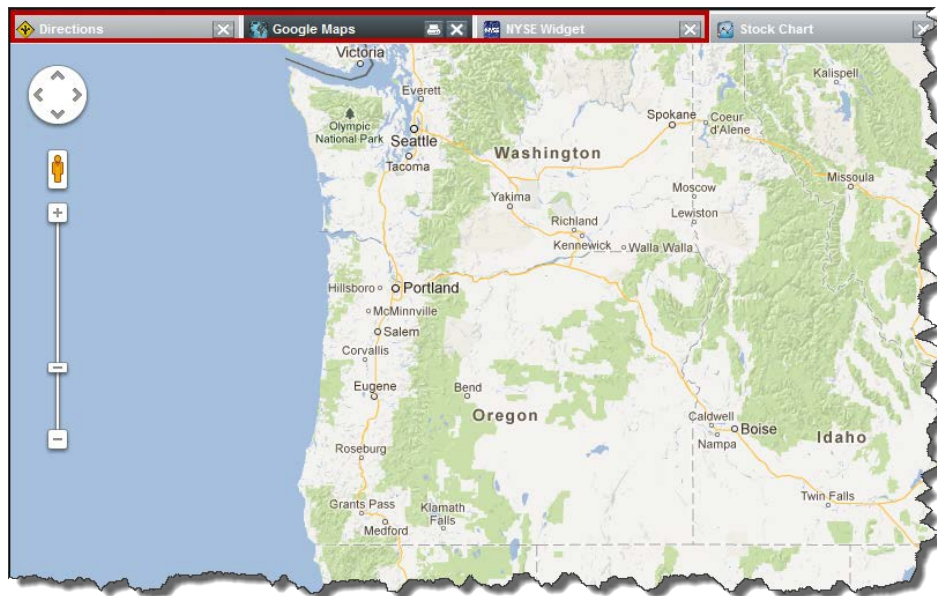 Directions
Google Maps
NYSE Widget
Stock Chart
Victoria
Kalispell
Everett
Spokane
Coeur
d'Alene
Olympic
National Park
Seattle
Washington
Tacoma
Missoula
Moscow
Yakima
Lewiston
Richland
Kennewick
Walla Walla
Hillsboro
Portland
McMinnville
Salem
Corvallis
Eugene
Bend
Oregon
Caldwell
Boise
Idaho
Nampa
Roseburg
Twin Falls
Grants Pass
Klamath
Falls
Medford